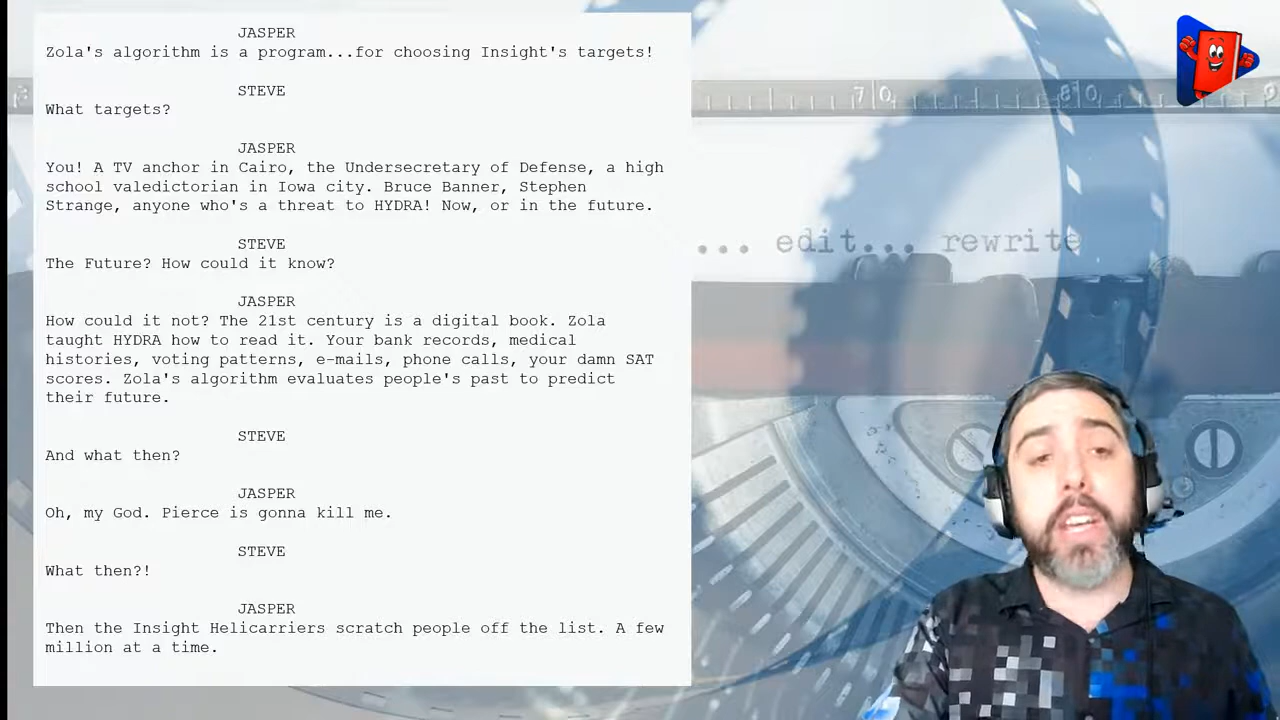 JASPER
Zola's algorithm is a program...for choosing Insight's targets!
STEVE
What targets?
JASPER
You! A TV anchor in Cairo, the Undersecretary of Defense, a high
school valedictorian in Iowa city. Bruce Banner, Stephen
Strange, anyone who's a threat to HYDRA! Now, or in the future.
STEVE
The Future? How could it know?
JASPER
How could it not? The 21st century is a digital book. Zola
taught HYDRA how to read it. Your bank records, medical
histories, voting patterns, e-mails, phone calls, your damn SAT
scores. Zola's algorithm evaluates people's past to predict
their future.
STEVE
And what then?
JASPER
Oh, my God. Pierce is gonna kill me.
STEVE
What then?!
JASPER
Then the Insight Helicarriers scratch people off the list. A few
million at a time.
70 80
... edit... rewrite